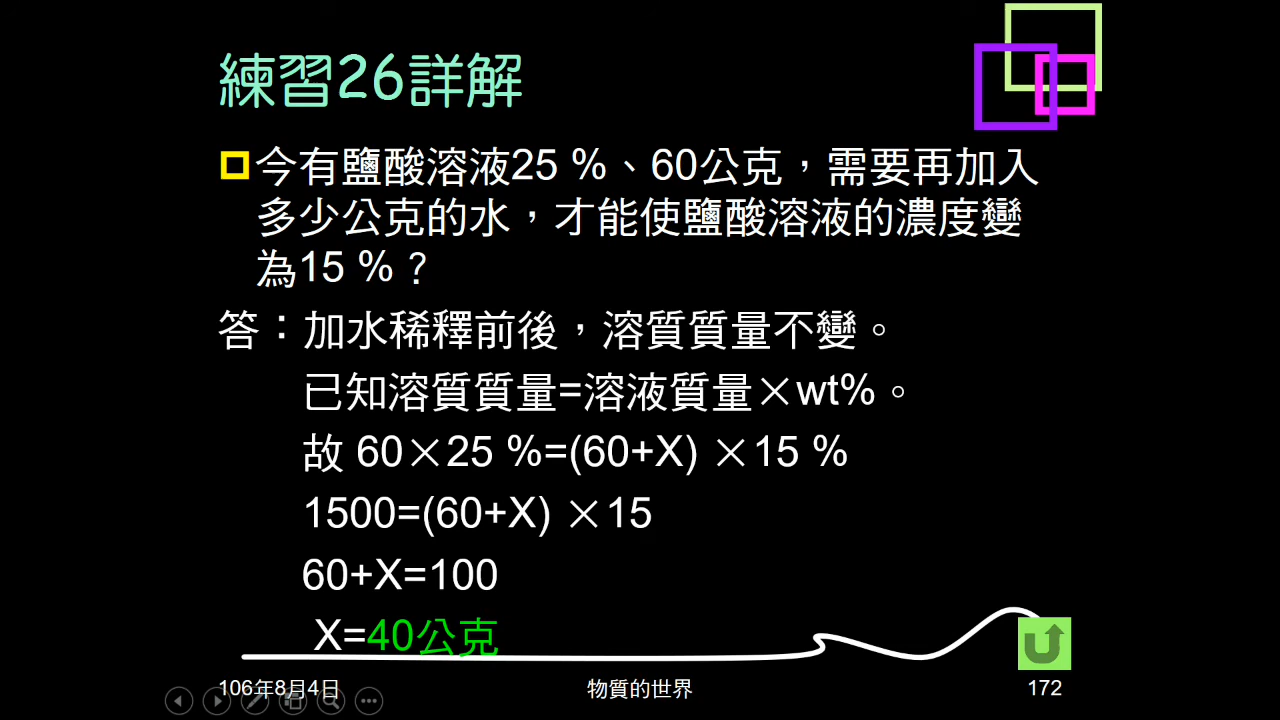 練習26詳解
今有鹽酸溶液25 %、60公克，需要再加入
多少公克的水，才能使鹽酸溶液的濃度變
為15 %？
答：加水稀釋前後，溶質質量不變。
已知溶質質量=溶液質量×wt%。
故 60×25 %=(60+X) ×15 %
1500=(60+X) ×15
60+X=100
X=40公克
106年8月4日
物質的世界
172